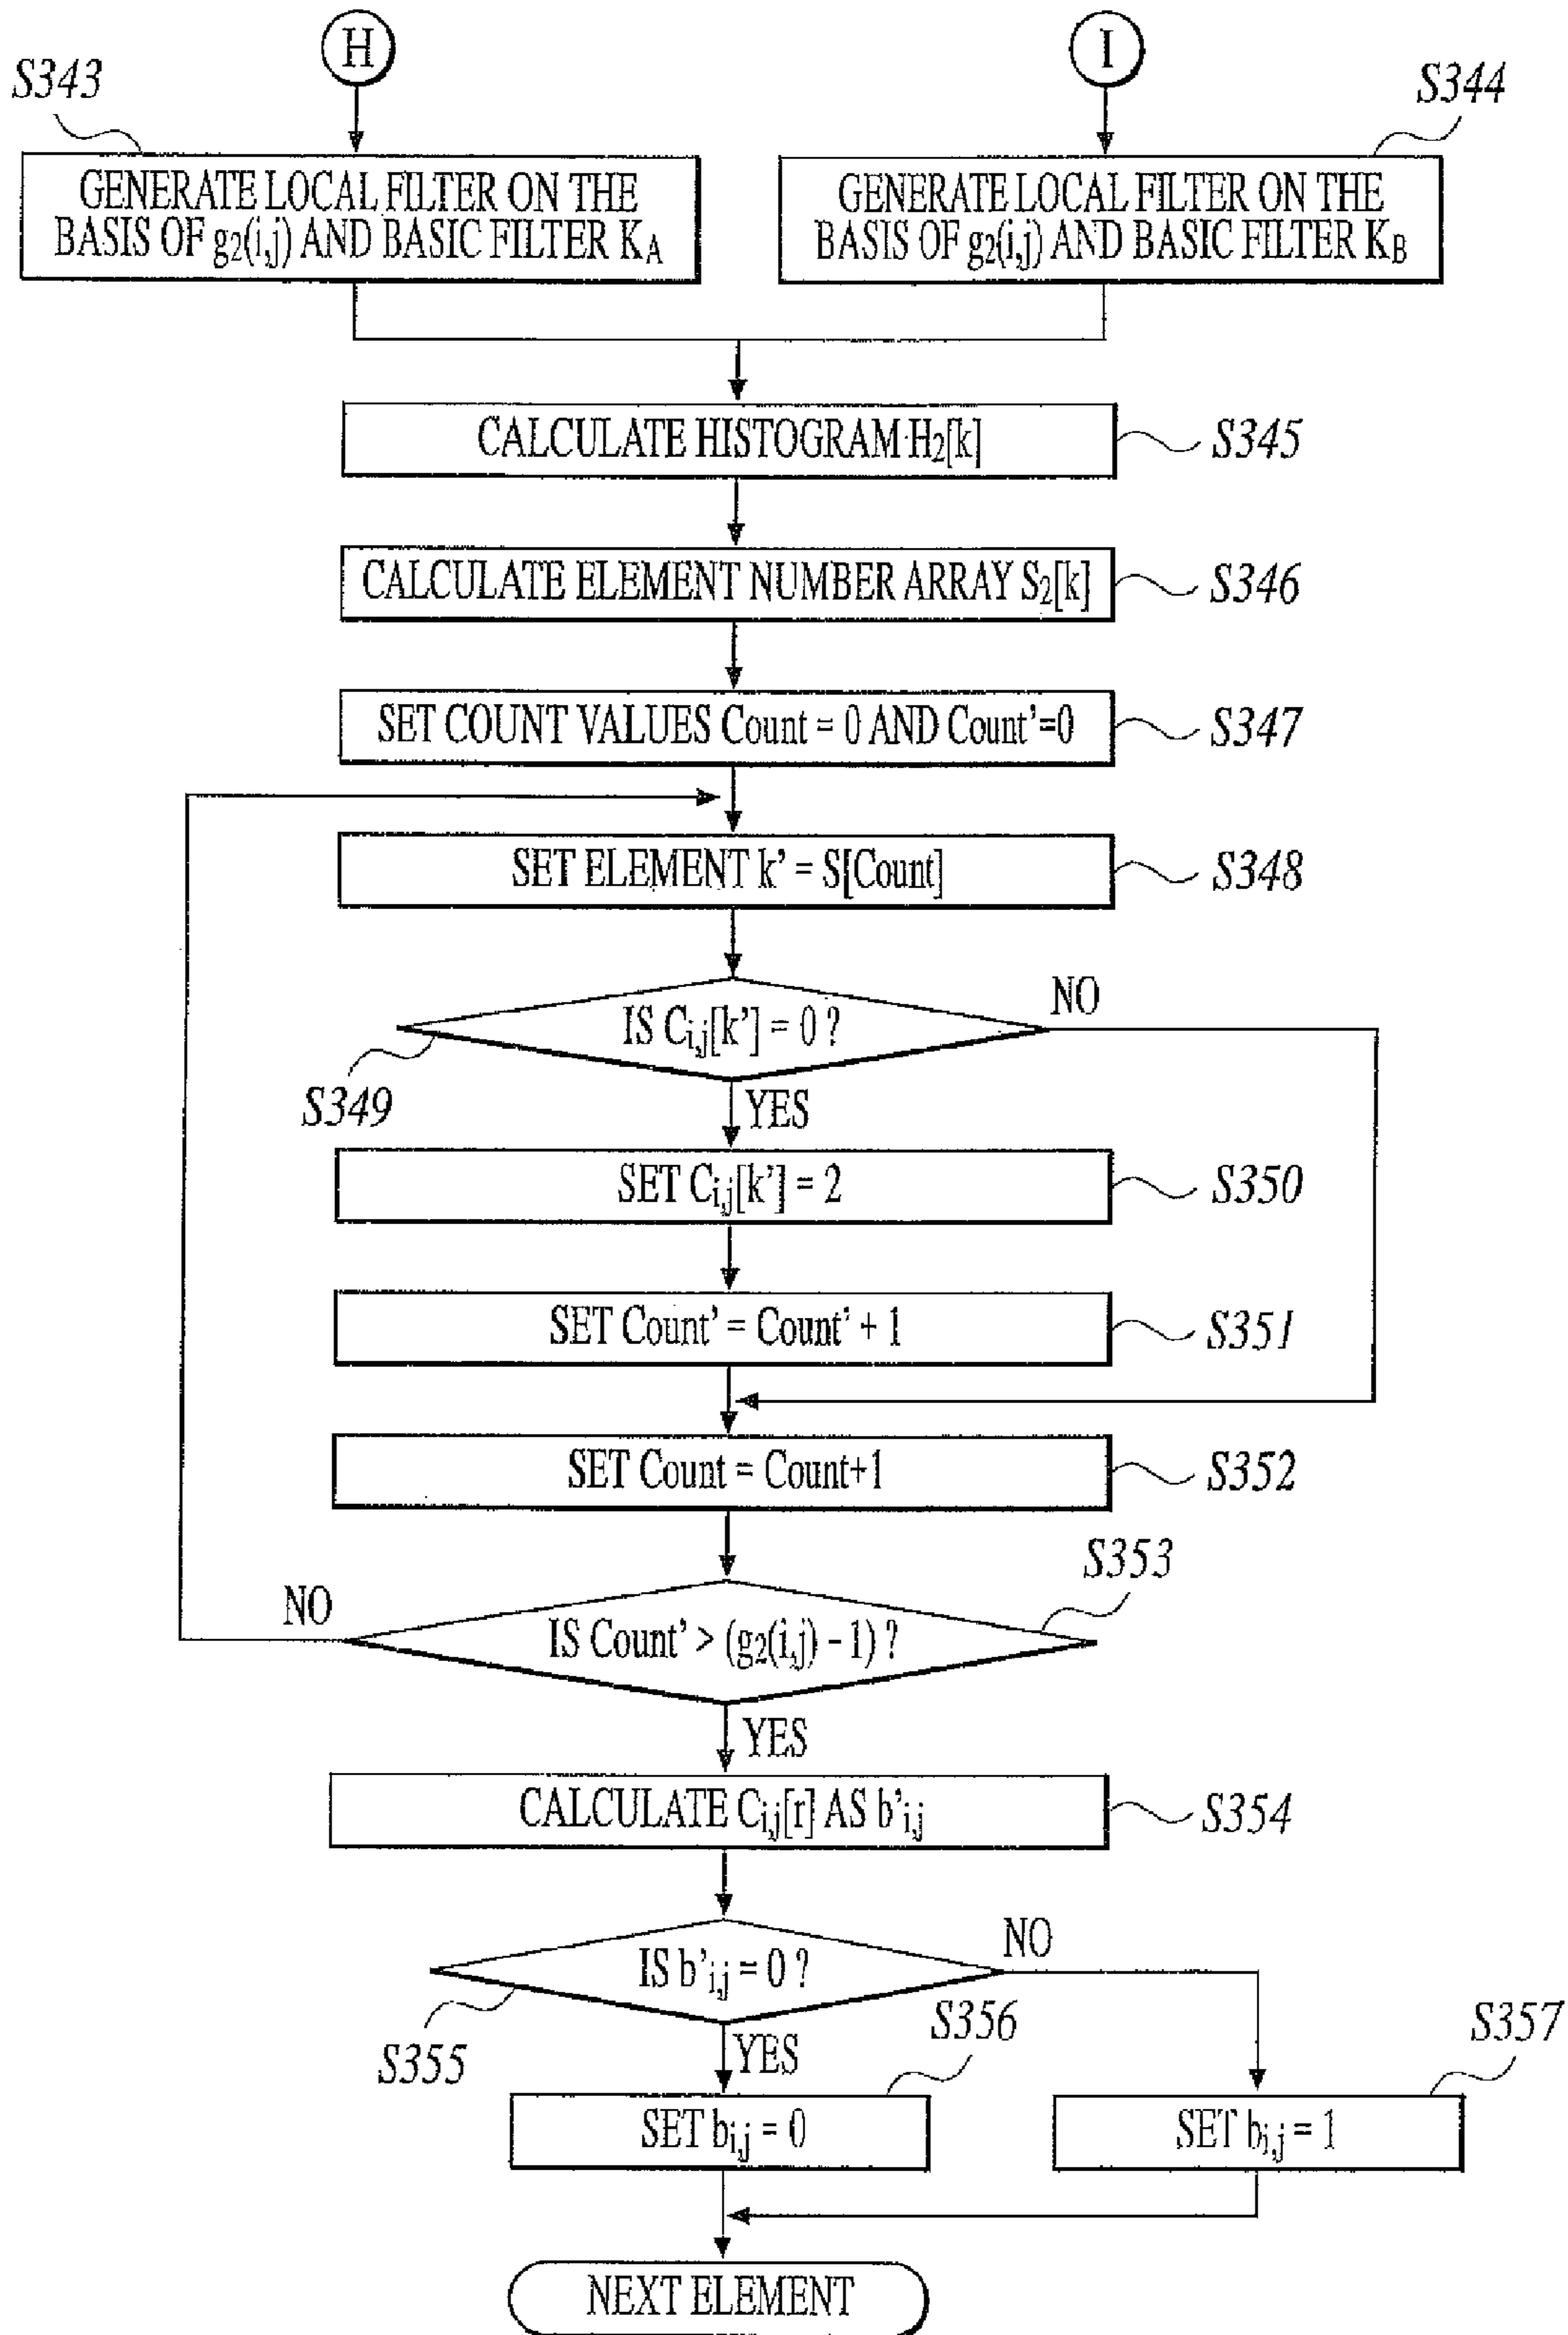 H
I
S343
S344
GENERATE LOCAL FILTER ON THE
BASIS OF g2(i,j) AND BASIC FILTER KA
GENERATE LOCAL FILTER ON THE
BASIS OF g2(i,j) AND BASIC FILTER KB
CALCULATE HISTOGRAM H2[k]
S345
CALCULATE ELEMENT NUMBER ARRAY S2[k]
S346
SET COUNT VALUES Count = 0 AND Count'=0
S347
SET ELEMENT k' = S[Count]
S348
IS Ci,j[k'] = 0 ?
NO
S349
YES
SET Ci,j[k'] = 2
S350
SET Count' = Count' + 1
S351
SET Count = Count+1
S352
S353
NO
IS Count' > (g2(i,j) - 1) ?
YES
CALCULATE Ci,j[r] AS b'i,j
S354
IS b'i,j = 0 ?
NO
S355
YES
S356
S357
SET bi,j = 0
SET bi,j = 1
NEXT ELEMENT